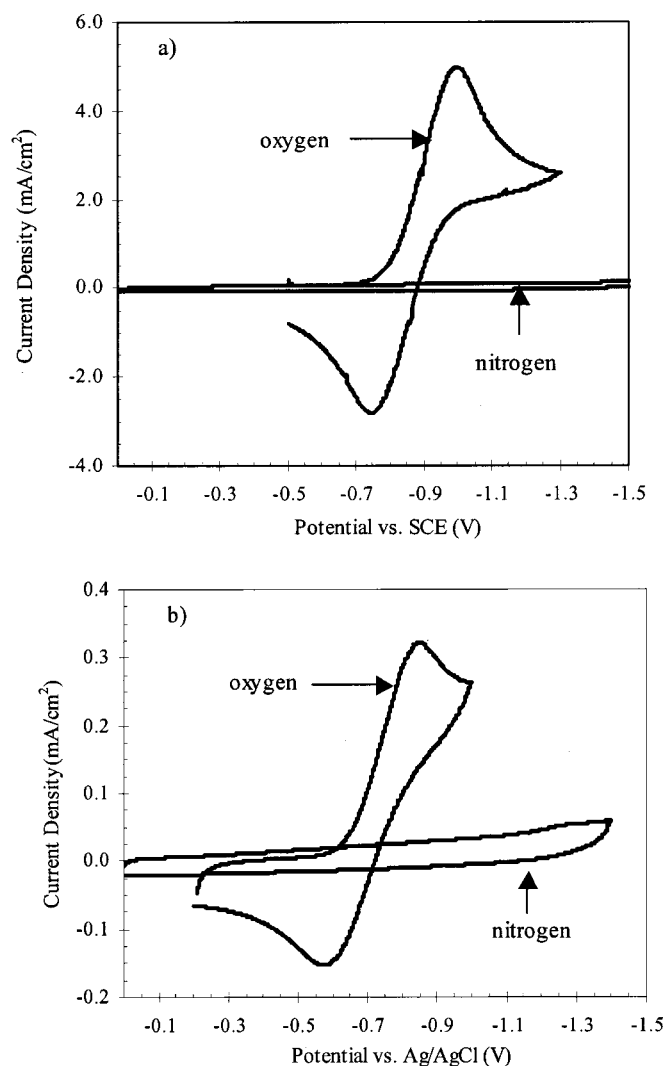 a)
6.0
4.0
2.0
0.0
-2.0
-4.0
Current Density (mA/cm²)
oxygen
nitrogen
-0.1 -0.3 -0.5 -0.7 -0.9 -1.1 -1.3 -1.5
Potential vs. SCE (V)
b)
0.4
0.3
0.2
0.1
0.0
-0.1
-0.2
Current Density(mA/cm²)
oxygen
nitrogen
-0.1 -0.3 -0.5 -0.7 -0.9 -1.1 -1.3 -1.5
Potential vs. Ag/AgCl (V)